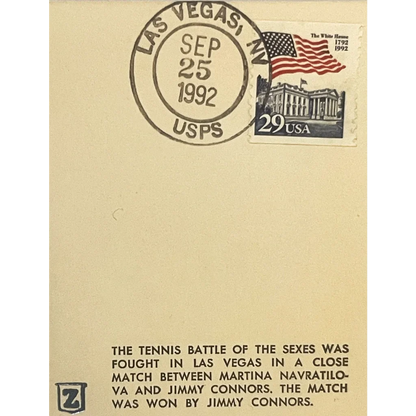 LAS VEGAS, NV
SEP
25
1992
USPS
The White House
1792
1992
29 USA
THE TENNIS BATTLE OF THE SEXES WAS
FOUGHT IN LAS VEGAS IN A CLOSE
MATCH BETWEEN MARTINA NAVRATILO-
VA AND JIMMY CONNORS. THE MATCH
WAS WON BY JIMMY CONNORS.
Z